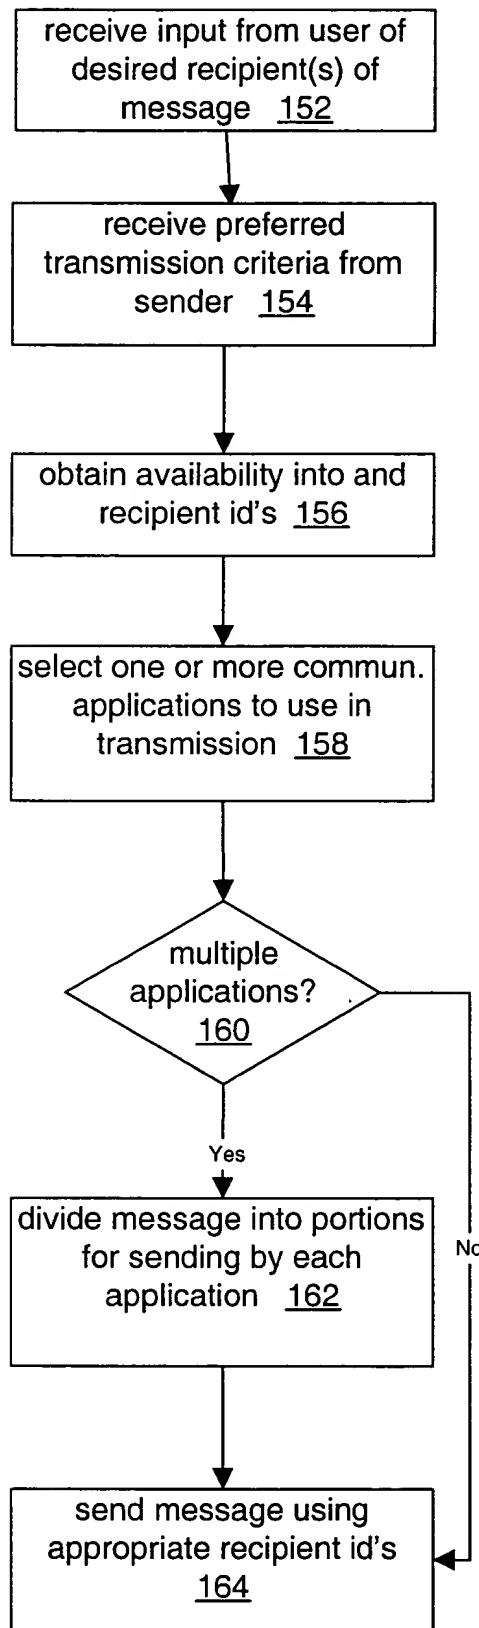 receive input from user of
desired recipient(s) of
message 152
receive preferred
transmission criteria from
sender 154
obtain availability into and
recipient id's 156
select one or more commun.
applications to use in
transmission 158
multiple
applications?
160
Yes
No
divide message into portions
for sending by each
application 162
send message using
appropriate recipient id's
164